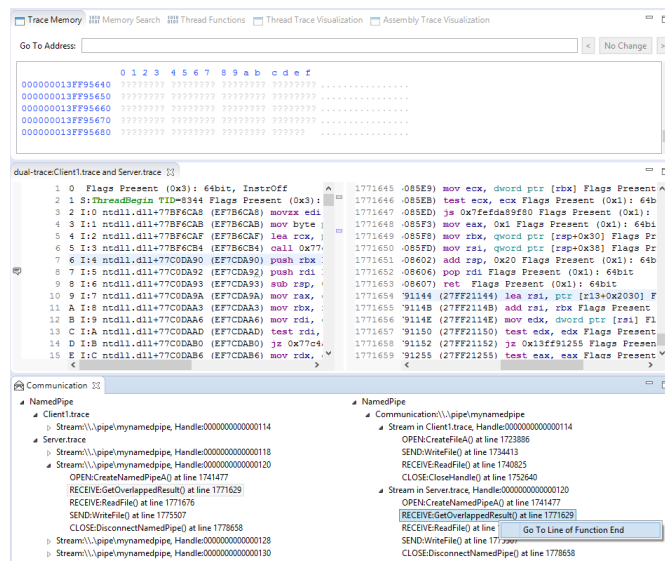 Trace Memory Memory Search Thread Functions Thread Trace Visualization Assembly Trace Visualization
Go To Address: < No Change >
0 1 2 3 4 5 6 7 8 9 a b c d e f
000000013FF95640 ???????? ???????? ???????? ???????? ................
000000013FF95650 ???????? ???????? ???????? ???????? ................
000000013FF95660 ???????? ???????? ???????? ???????? ................
000000013FF95670 ???????? ???????? ???????? ???????? ................
000000013FF95680 ???????? ???????? ???????? ?????? ................
dual-trace:Client1.trace and Server.trace
1 0 Flags Present (0x3): 64bit, InstrOff
2 1 S:ThreadBegin TID=8344 Flags Present (0x3):
3 2 I:0 ntdll.dll+77BF6CA8 (EF7B6CA8) movzx edi
4 3 I:1 ntdll.dll+77BF6CAB (EF7B6CAB) mov byte
5 4 I:2 ntdll.dll+77BF6CAF (EF7B6CAF) lea rcx,
6 5 I:3 ntdll.dll+77BF6CB4 (EF7B6CB4) call 0x77
7 6 I:4 ntdll.dll+77C0DA90 (EF7CDA90) push rbx
8 7 I:5 ntdll.dll+77C0DA92 (EF7CDA92) push rdi
9 8 I:6 ntdll.dll+77C0DA93 (EF7CDA93) sub rsp,
10 9 I:7 ntdll.dll+77C0DA9A (EF7CDA9A) mov rax,
11 A I:8 ntdll.dll+77C0DAA3 (EF7CDAA3) mov rbx,
12 B I:9 ntdll.dll+77C0DAA6 (EF7CDAA6) mov rdi,
13 C I:A ntdll.dll+77C0DAAD (EF7CDAAD) test rdi,
14 D I:B ntdll.dll+77C0DAB0 (EF7CDAB0) jz 0x77c4
15 E I:C ntdll.dll+77C0DAB6 (EF7CDAB6) mov rdx,
1771645 085E9) mov ecx, dword ptr [rbx] Flags Present
1771646 085EB) test ecx, ecx Flags Present (0x1): 64b
1771647 085ED) js 0x7fefda89f80 Flags Present (0x1):
1771648 085F3) mov eax, 0x1 Flags Present (0x1): 64bi
1771649 085F8) mov rbx, qword ptr [rsp+0x30] Flags Pr
1771650 085FD) mov rsi, qword ptr [rsp+0x38] Flags Pr
1771651 08602) add rsp, 0x20 Flags Present (0x1): 64b
1771652 08606) pop rdi Flags Present (0x1): 64bit
1771653 08607) ret Flags Present (0x1): 64bit
1771654 91144 (27FF21144) lea rsi, ptr [r13+0x2030] F
1771655 9114B (27FF2114B) add rsi, rbx Flags Present
1771656 9114E (27FF2114E) mov edx, dword ptr [rsi] Fl
1771657 91150 (27FF21150) test edx, edx Flags Present
1771658 91152 (27FF21152) jz 0x13ff91255 Flags Presen
1771659 91255 (27FF21255) test eax, eax Flags Present
Communication
NamedPipe
Client1.trace
Stream:\\.\pipe\mynamedpipe, Handle:0000000000000114
Server.trace
Stream:\\.\pipe\mynamedpipe, Handle:0000000000000118
Stream:\\.\pipe\mynamedpipe, Handle:0000000000000120
OPEN:CreateNamedPipeA() at line 1741477
RECEIVE:GetOverlappedResult() at line 1771629
RECEIVE:ReadFile() at line 1771676
SEND:WriteFile() at line 1775507
CLOSE:DisconnectNamedPipe() at line 1778658
Stream:\\.\pipe\mynamedpipe, Handle:0000000000000128
Stream:\\.\pipe\mynamedpipe, Handle:0000000000000130
NamedPipe
Communication:\\.\pipe\mynamedpipe
Stream in Client1.trace, Handle:0000000000000114
OPEN:CreateFileA() at line 1723886
SEND:WriteFile() at line 1734413
RECEIVE:ReadFile() at line 1740825
CLOSE:CloseHandle() at line 1752640
Stream in Server.trace, Handle:0000000000000120
OPEN:CreateNamedPipeA() at line 1741477
RECEIVE:GetOverlappedResult() at line 1771629
RECEIVE:ReadFile() at line
Go To Line of Function End
SEND:WriteFile() at line
CLOSE:DisconnectNamedPipe() at line 1778658